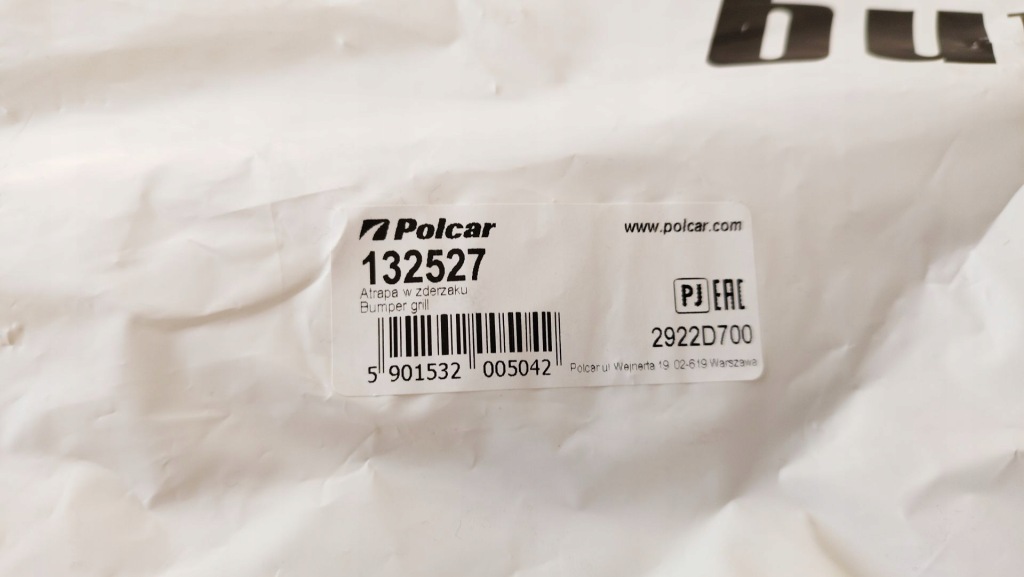 bu
Polcar
www.polcar.com
132527
Atrapa w zderzaku
Bumper grill
PJ EAC
2922D700
5 901532 005042
Polcar ul Wejnerta 19 02-619 Warszawa